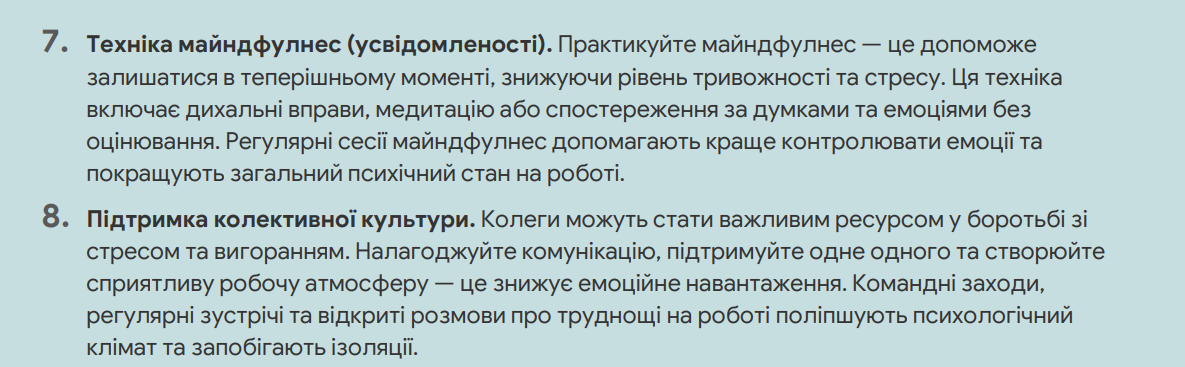 7. Техніка майндфулнес (усвідомленості). Практикуйте майндфулнес — це допоможе
залишатися в теперішньому моменті, знижуючи рівень тривожності та стресу. Ця техніка
включає дихальні вправи, медитацію або спостереження за думками та емоціями без
оцінювання. Регулярні сесії майндфулнес допомагають краще контролювати емоції та
покращують загальний психічний стан на роботі.
8. Підтримка колективної культури. Колеги можуть стати важливим ресурсом у боротьбі зі
стресом та вигоранням. Налагоджуйте комунікацію, підтримуйте одне одного та створюйте
сприятливу робочу атмосферу — це знижує емоційне навантаження. Командні заходи,
регулярні зустрічі та відкриті розмови про труднощі на роботі поліпшують психологічний
клімат та запобігають ізоляції.